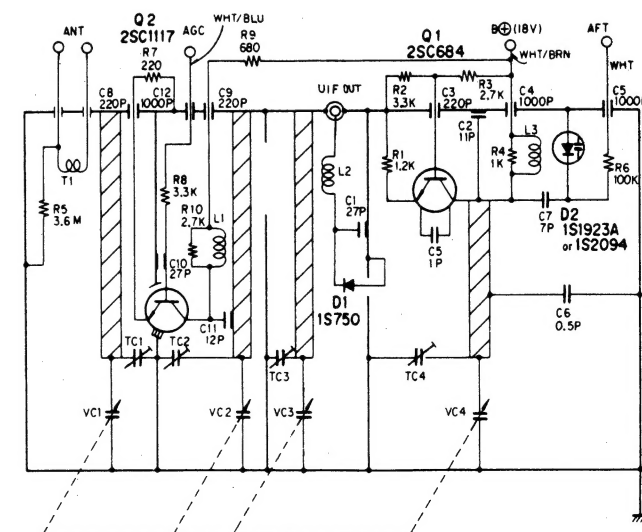 ANT
Q2
2SC1117
R7
220
AGC
WHT/BLU
R9
680
Q1
2SC684
B⊕(18V)
WHT/BRN
AFT
WHT
C8
220P
C12
1000P
C9
220P
UIF OUT
R2
3.3K
C3
220P
R3
2.7K
C4
1000P
C5
1000P
T1
R5
3.6M
R8
3.3K
R10
2.7K
L1
C10
27P
C11
12P
L2
C1
27P
D1
1S750
R1
1.2K
C2
11P
R4
1K
L3
C5
1P
C7
7P
D2
1S1923A
or 1S2094
R6
100K
C6
0.5P
TC1
TC2
TC3
TC4
VC1
VC2
VC3
VC4